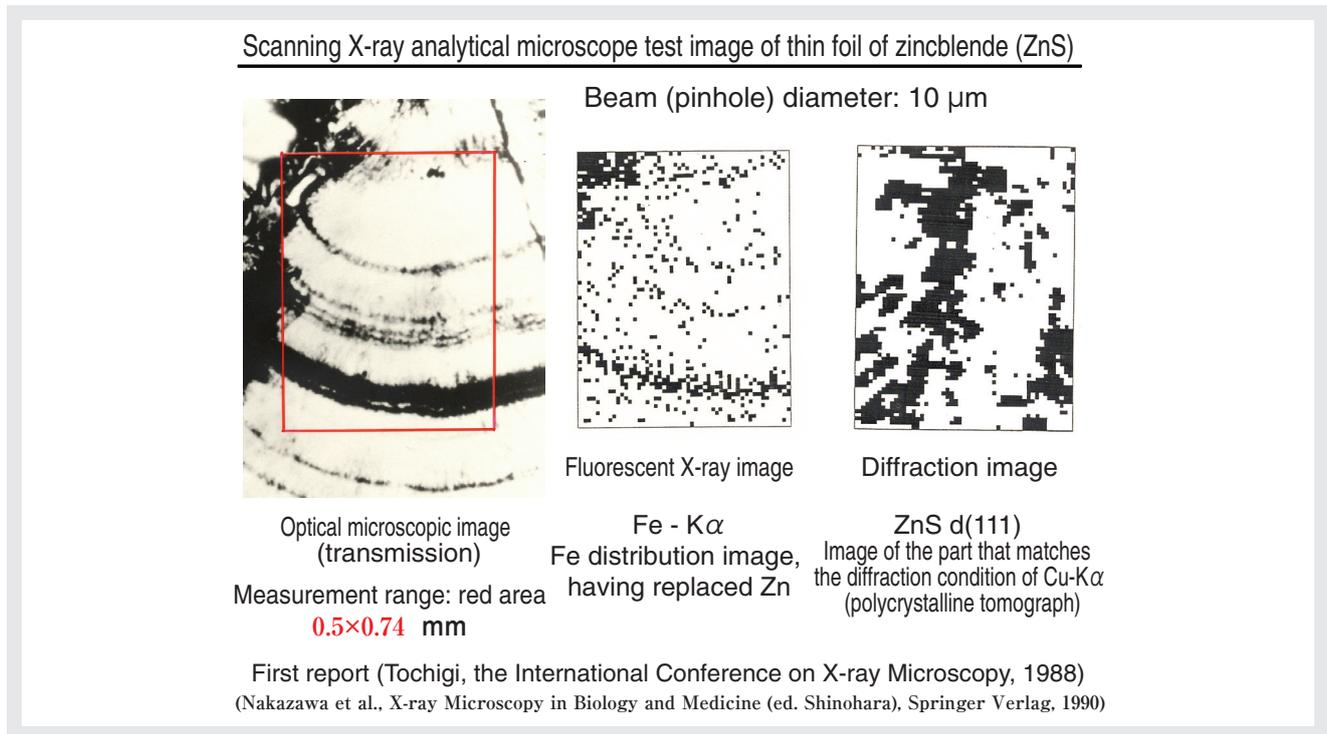 Scanning X-ray analytical microscope test image of thin foil of zincblende (ZnS)
Beam (pinhole) diameter: 10 μm
Optical microscopic image
(transmission)
Measurement range: red area
0.5×0.74 mm
Fluorescent X-ray image
Fe - Kα
Fe distribution image,
having replaced Zn
Diffraction image
ZnS d(111)
Image of the part that matches
the diffraction condition of Cu-Kα
(polycrystalline tomograph)
First report (Tochigi, the International Conference on X-ray Microscopy, 1988)
(Nakazawa et al., X-ray Microscopy in Biology and Medicine (ed. Shinohara), Springer Verlag, 1990)